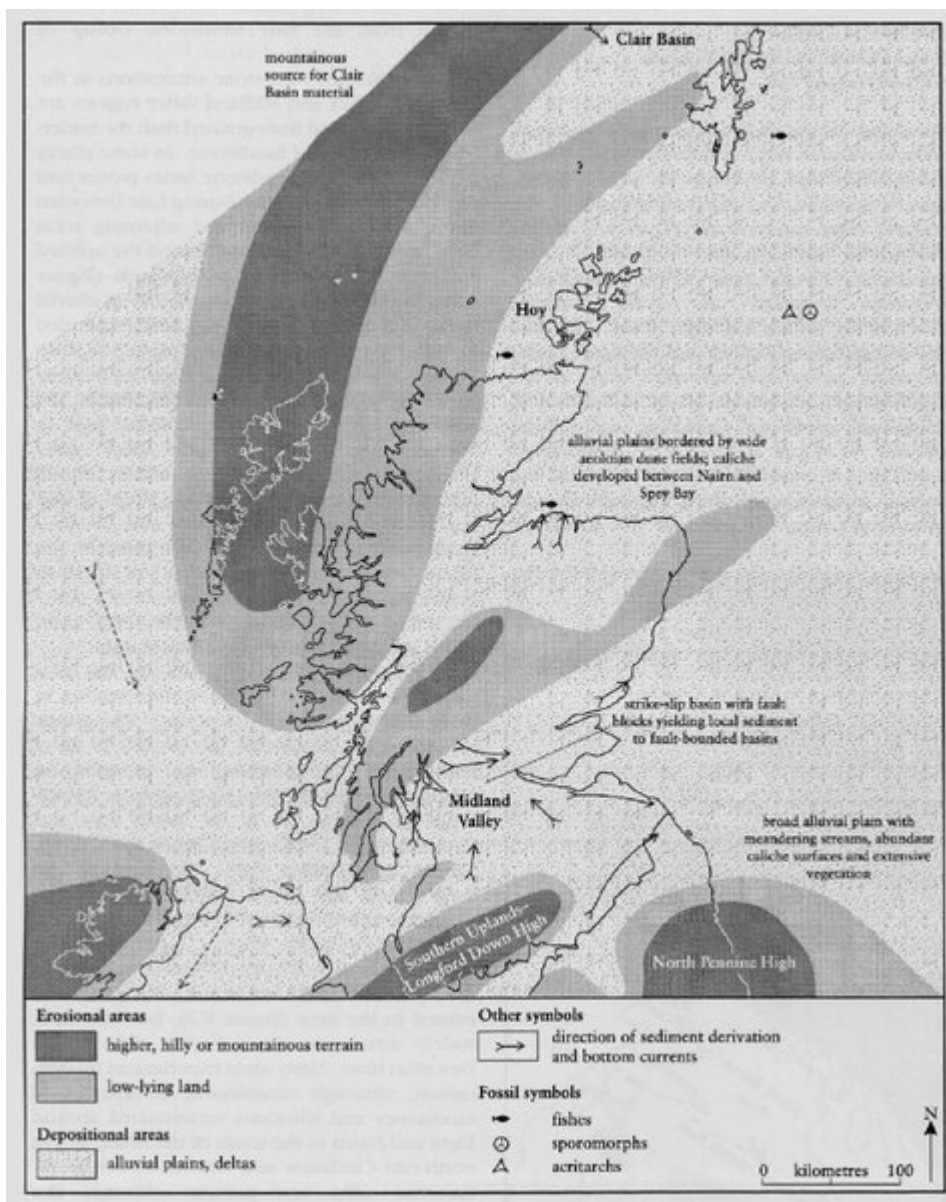 Clair Basin
mountainous
source for Clair
Basin material
?
Hoy
alluvial plains bordered by wide
aeoloian dune fields; caliche
developed between Nairn and
Spey Bay
strike-slip basin with fault
blocks yielding local sediment
to fault-bounded basins
Midland
Valley
broad alluvial plain with
meandering streams, abundant
caliche surfaces and extensive
vegetation
Southern Uplands–
Longford Down High
North Pennine High
Erosional areas
higher, hilly or mountainous terrain
low-lying land
Depositional areas
alluvial plains, deltas
Other symbols
direction of sediment derivation
and bottom currents
Fossil symbols
fishes
sporomorphs
acritarchs
N
0 kilometres 100